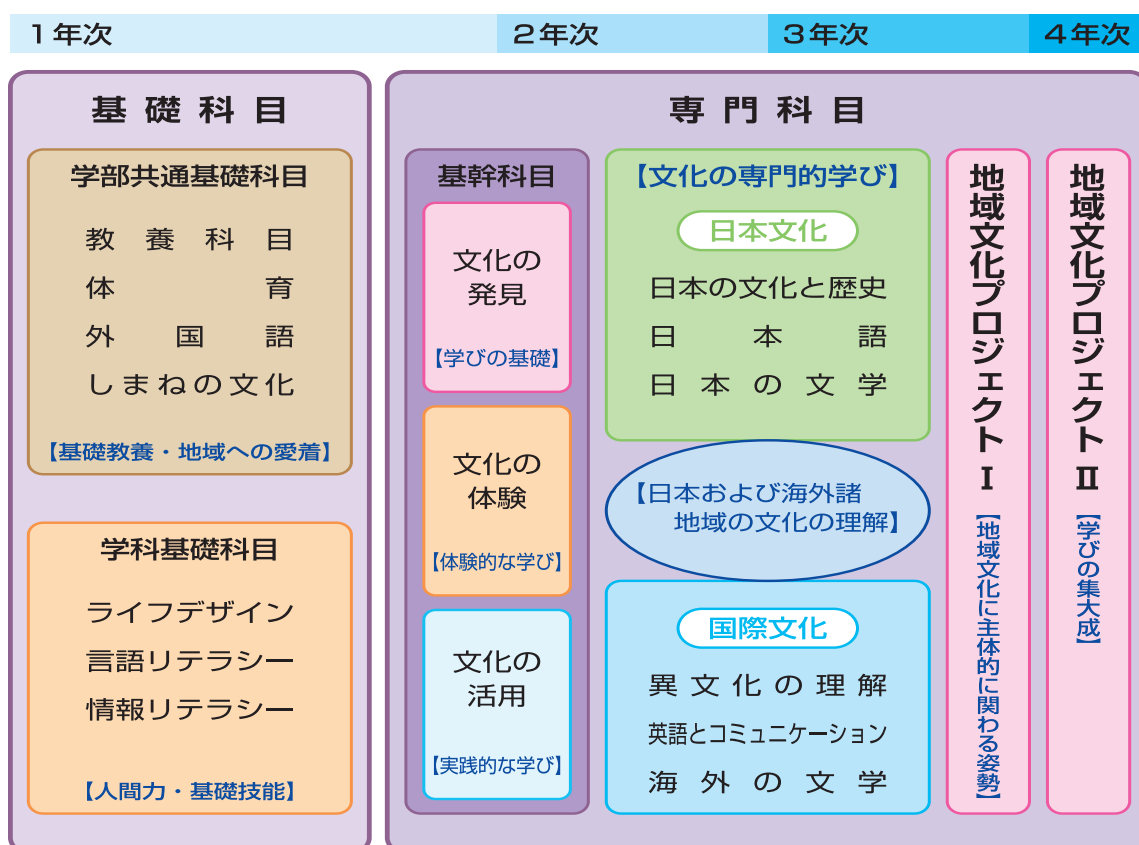 1年次
2年次
3年次
4年次
基礎科目
学部共通基礎科目
教養科目
体育
外国語
しまねの文化
【基礎教養・地域への愛着】
学科基礎科目
ライフデザイン
言語リテラシー
情報リテラシー
【人間力・基礎技能】
専門科目
基幹科目
文化の
発見
【学びの基礎】
文化の
体験
【体験的な学び】
文化の
活用
【実践的な学び】
【文化の専門的学び】
日本文化
日本の文化と歴史
日本語
日本の文学
【日本および海外諸
地域の文化の理解】
国際文化
異文化の理解
英語とコミュニケーション
海外の文学
地域文化プロジェクトⅠ
【地域文化に主体的に関わる姿勢】
地域文化プロジェクトⅡ
【学びの集大成】